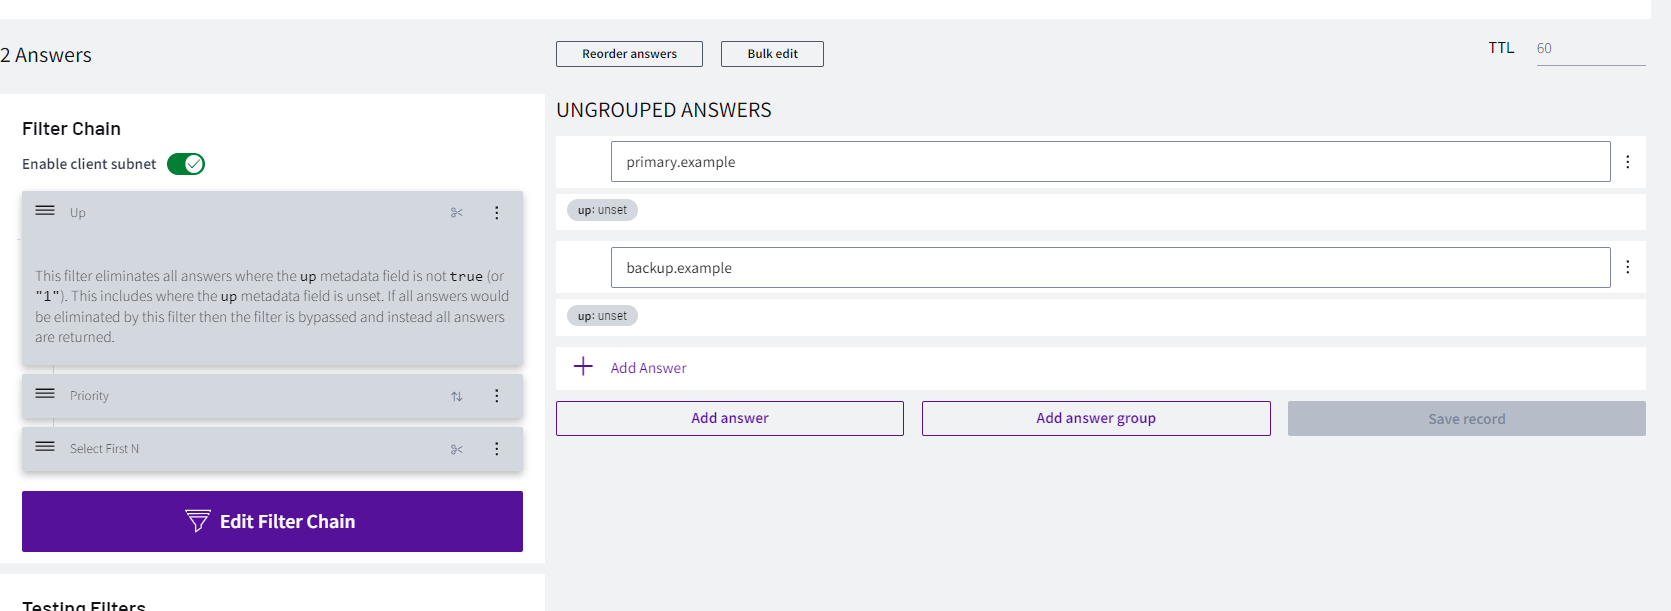 2 Answers
Reorder answers
Bulk edit
TTL 60
Filter Chain
Enable client subnet
Up
This filter eliminates all answers where the up metadata field is not true (or
"1"). This includes where the up metadata field is unset. If all answers would
be eliminated by this filter then the filter is bypassed and instead all answers
are returned.
Priority
Select First N
Edit Filter Chain
Testing Filters
UNGROUPED ANSWERS
primary.example
up: unset
backup.example
up: unset
Add Answer
Add answer
Add answer group
Save record